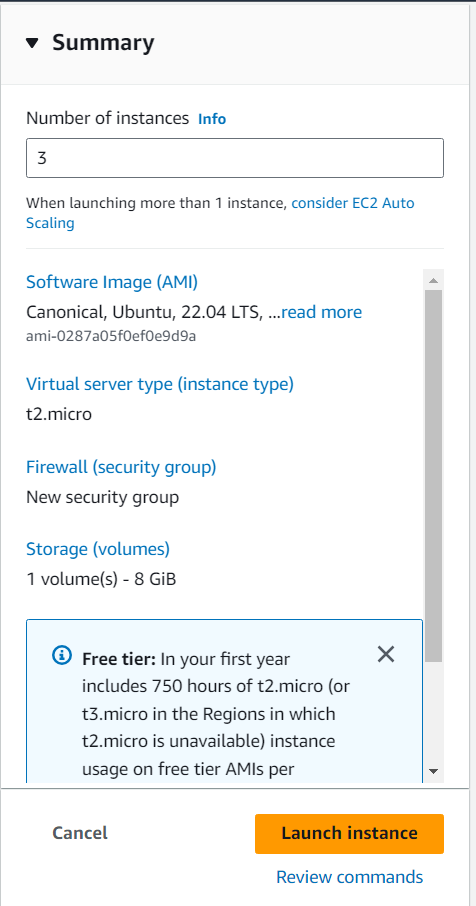 Summary
Number of instances Info
3
When launching more than 1 instance, consider EC2 Auto
Scaling
Software Image (AMI)
Canonical, Ubuntu, 22.04 LTS, ...read more
ami-0287a05f0ef0e9d9a
Virtual server type (instance type)
t2.micro
Firewall (security group)
New security group
Storage (volumes)
1 volume(s) - 8 GiB
Free tier: In your first year
includes 750 hours of t2.micro (or
t3.micro in the Regions in which
t2.micro is unavailable) instance
usage on free tier AMIs per
Cancel
Launch instance
Review commands